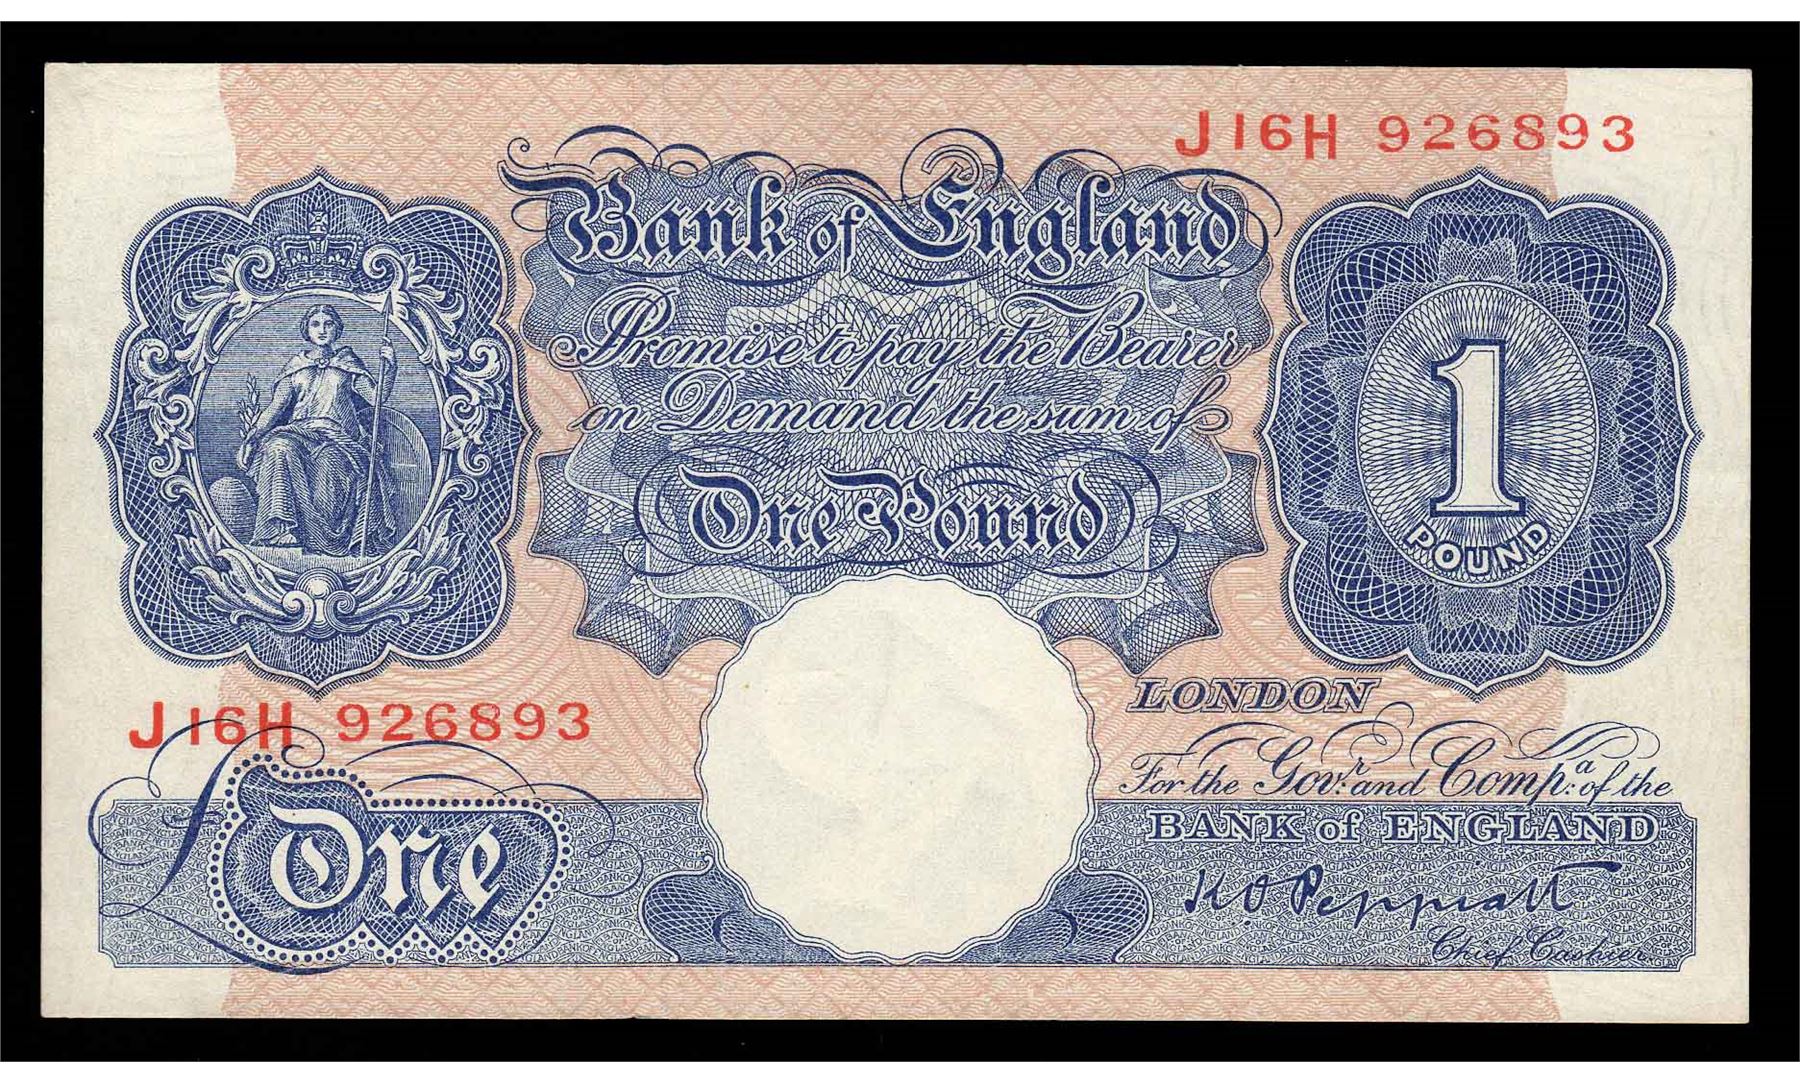 J16H 926893
Bank of England
Promise to pay the Bearer
on Demand the sum of
One Pound
1
POUND
LONDON
J16H 926893
For the Govr. and Compa. of the
BANK of ENGLAND
£ One
K O Peppiatt
Chief Cashier.